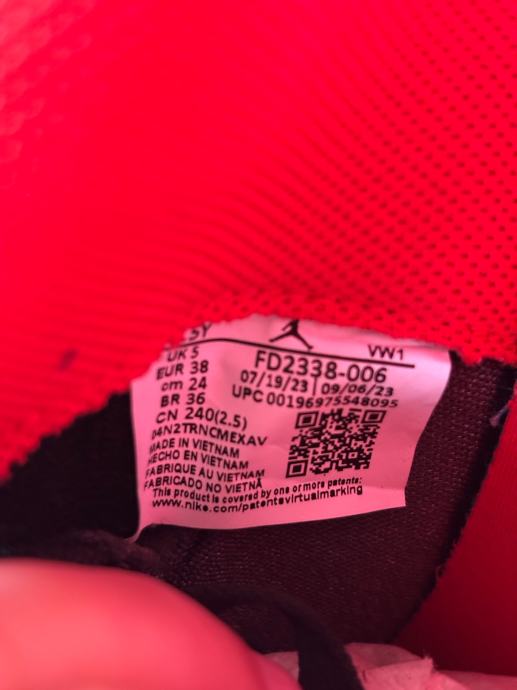 5Y
VW1
UK 5
EUR 38
cm 24
BR 36
CN 240(2.5)
FD2338-006
07/19/23 09/06/23
UPC 00196975548095
04N2TRNCMEXAV
MADE IN VIETNAM
HECHO EN VIETNAM
FABRIQUE AU VIETNAM
FABRICADO NO VIETNÃ
This product is covered by one or more patents:
www.nike.com/patentsvirtualmarking